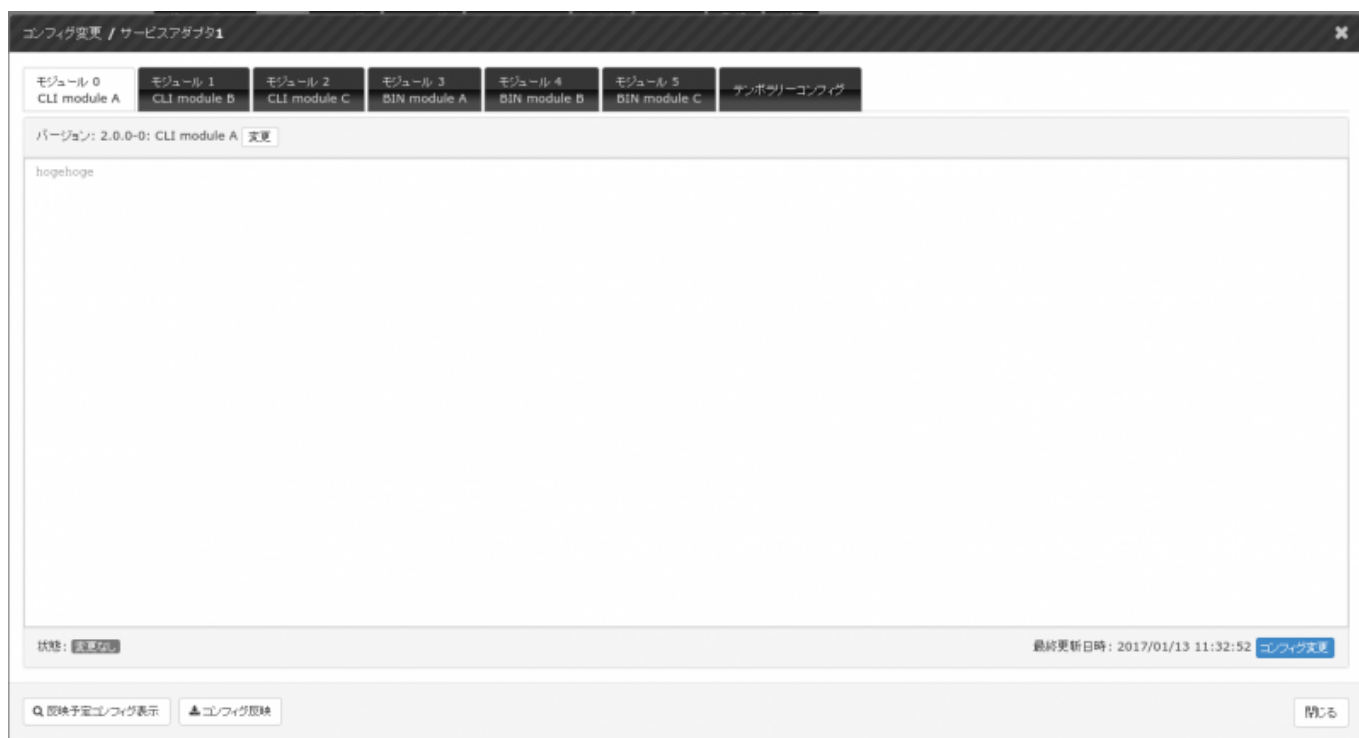 コンフィグ変更 / サービスアダプタ1
モジュール 0
CLI module A
モジュール 1
CLI module B
モジュール 2
CLI module C
モジュール 3
BIN module A
モジュール 4
BIN module B
モジュール 5
BIN module C
テンポラリーコンフィグ
バージョン: 2.0.0-0: CLI module A 変更
hogehoge
状態: 変更なし
最終更新日時: 2017/01/13 11:32:52 コンフィグ変更
反映予定コンフィグ表示 コンフィグ反映 閉じる